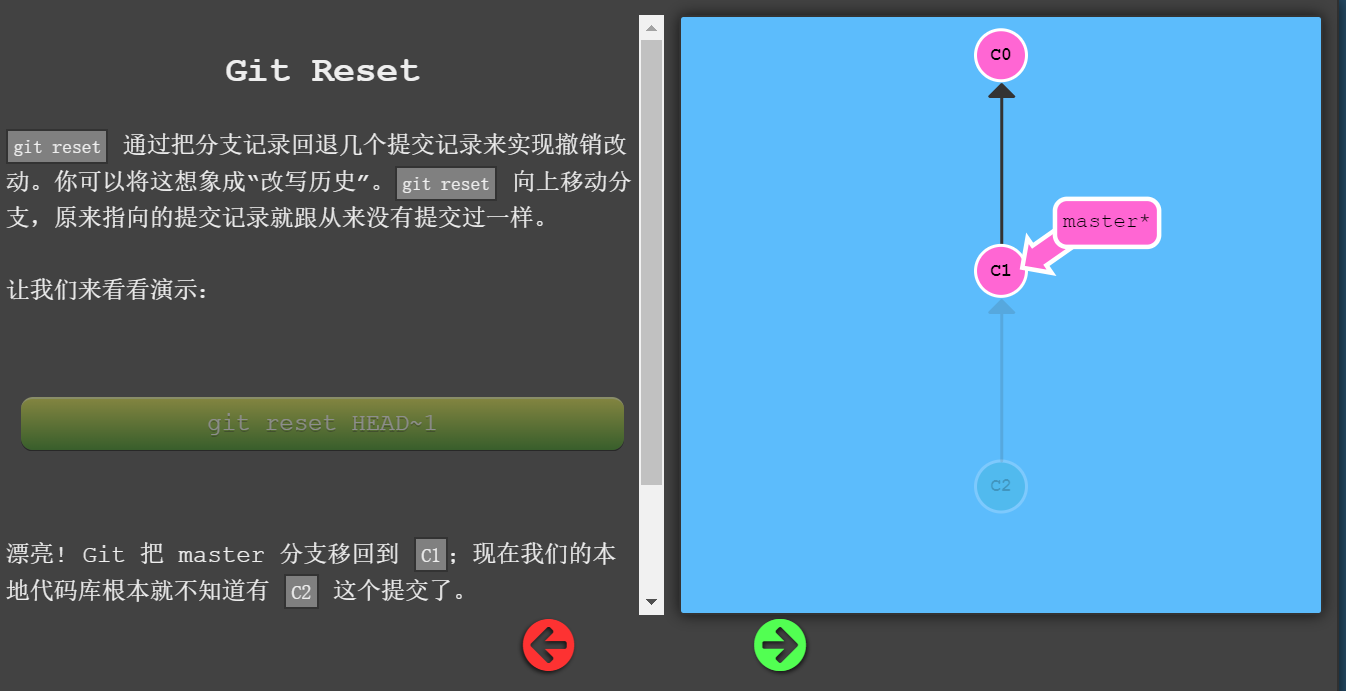 Git Reset
git reset 通过把分支记录回退几个提交记录来实现撤销改
动。你可以将这想象成“改写历史”。git reset 向上移动分
支，原来指向的提交记录就跟从来没有提交过一样。
让我们来看看演示：
git reset HEAD~1
漂亮! Git 把 master 分支移回到 C1；现在我们的本
地代码库根本就不知道有 C2 这个提交了。
C0
master*
C1
C2